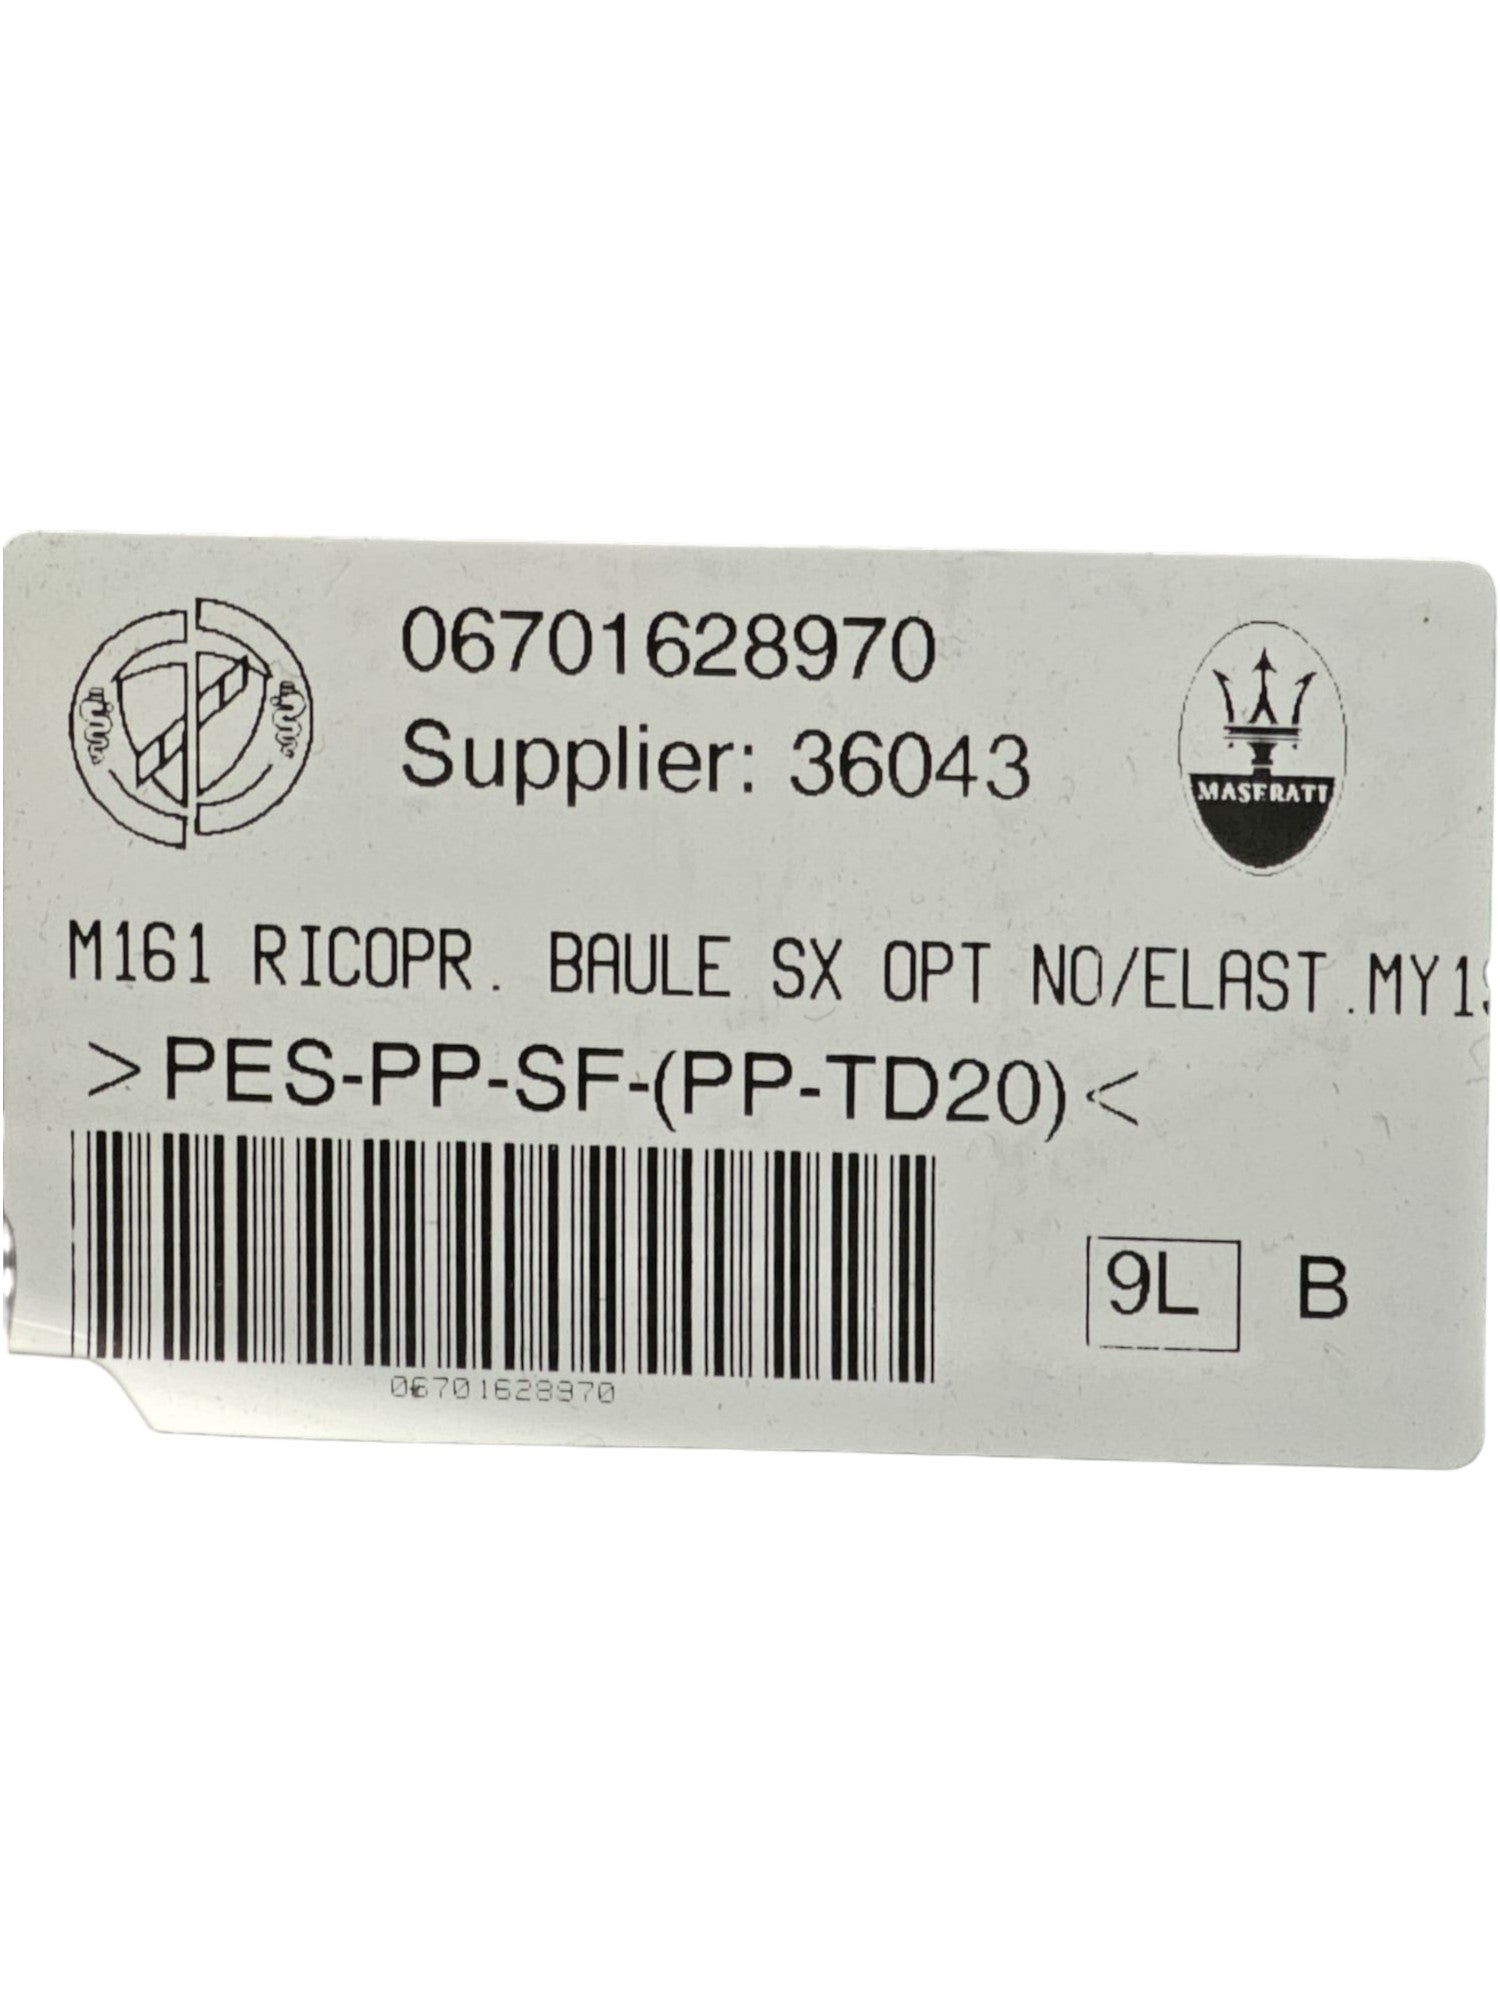 06701628970
Supplier: 36043
MASERATI
M161 RICOPR. BAULE SX OPT NO/ELAST.MY1
>PES-PP-SF-(PP-TD20)<
9L B
06701628970